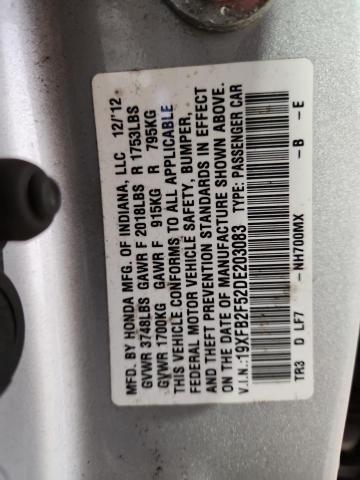 MFD. BY HONDA MFG. OF INDIANA, LLC 12/'12
GVWR 3748LBS GAWR F 2018LBS R 1753LBS
GVWR 1700KG GAWR F 915KG R 795KG
THIS VEHICLE CONFORMS TO ALL APPLICABLE
FEDERAL MOTOR VEHICLE SAFETY, BUMPER,
AND THEFT PREVENTION STANDARDS IN EFFECT
ON THE DATE OF MANUFACTURE SHOWN ABOVE.
V.I.N.:19XFB2F52DE203083 TYPE: PASSENGER CAR
TR3 D LF7 - NH700MX - B - E